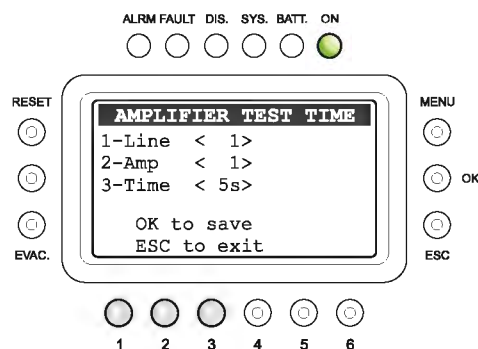 ALRM FAULT DIS. SYS. BATT. ON
RESET
MENU
AMPLIFIER TEST TIME
1-Line < 1>
2-Amp < 1>
3-Time < 5s>
OK
OK to save
ESC to exit
EVAC.
ESC
1 2 3 4 5 6